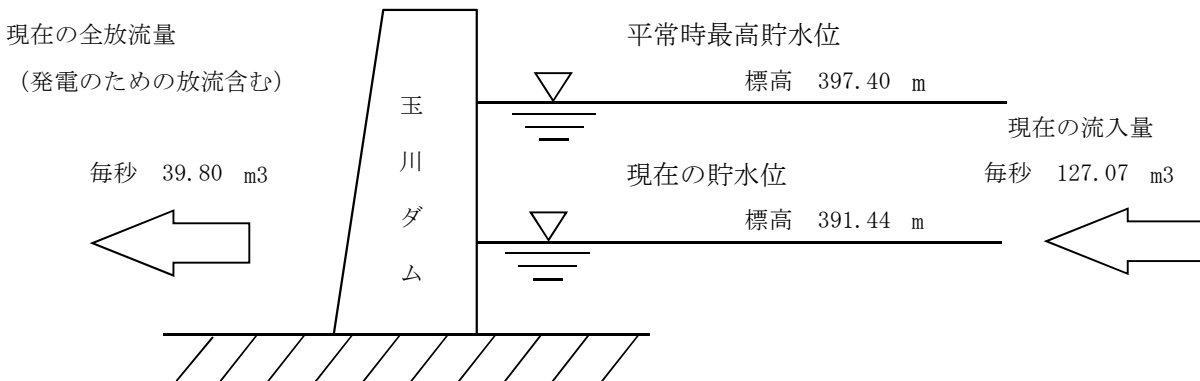 現在の全放流量
（発電のための放流含む）
毎秒 39.80 m3
玉川ダム
平常時最高貯水位
標高 397.40 m
現在の貯水位
標高 391.44 m
現在の流入量
毎秒 127.07 m3